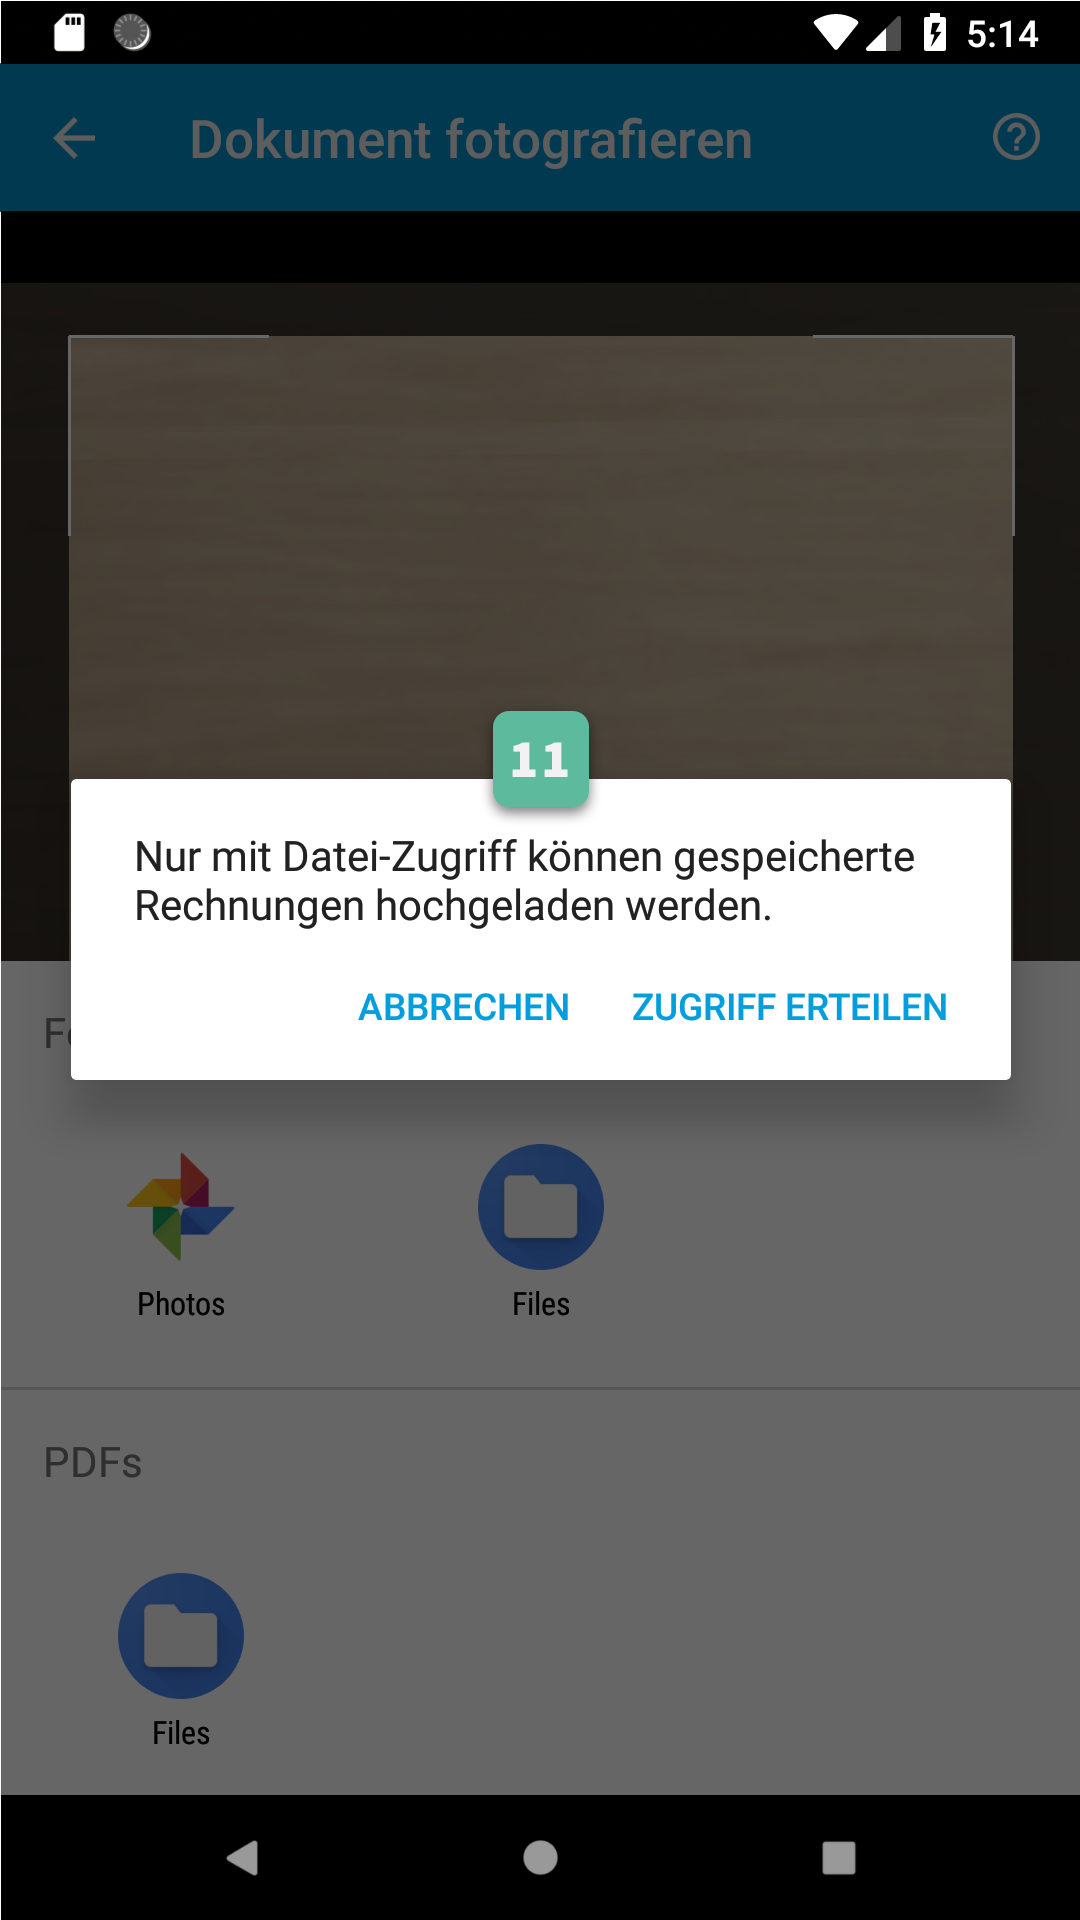 5:14
Dokument fotografieren
11
Nur mit Datei-Zugriff können gespeicherte
Rechnungen hochgeladen werden.
ABBRECHEN ZUGRIFF ERTEILEN
Photos Files
PDFs
Files